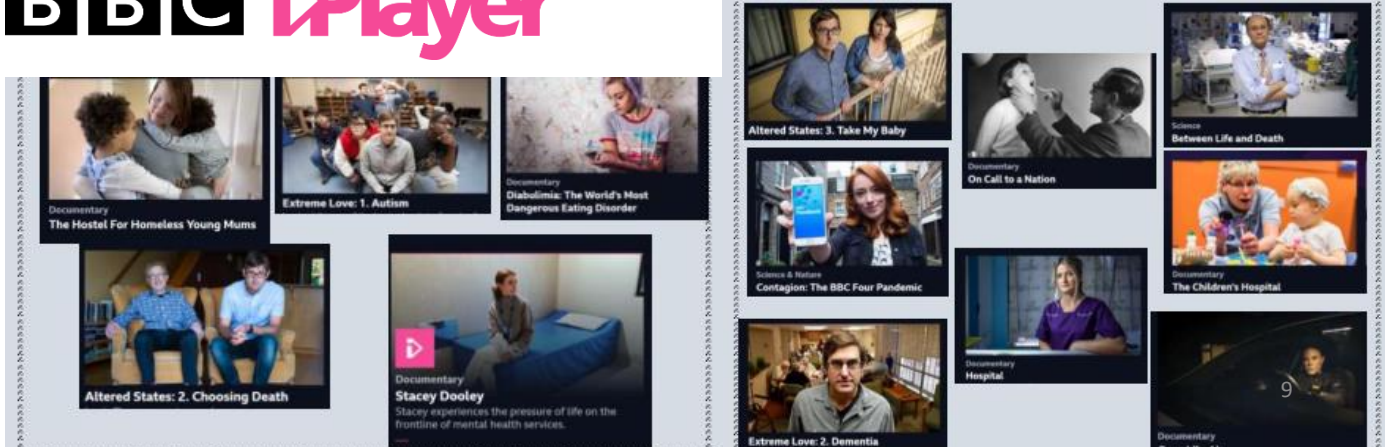 BBC iPlayer
Documentary
The Hostel For Homeless Young Mums
Extreme Love: 1. Autism
Documentary
Diabulimia: The World's Most
Dangerous Eating Disorder
Altered States: 2. Choosing Death
Documentary
Stacey Dooley
Stacey experiences the pressure of life on the
frontline of mental health services.
Altered States: 3. Take My Baby
Documentary
On Call to a Nation
Science
Between Life and Death
Science & Nature
Contagion: The BBC Four Pandemic
Documentary
The Children's Hospital
Documentary
Hospital
Extreme Love: 2. Dementia
9
Documentary